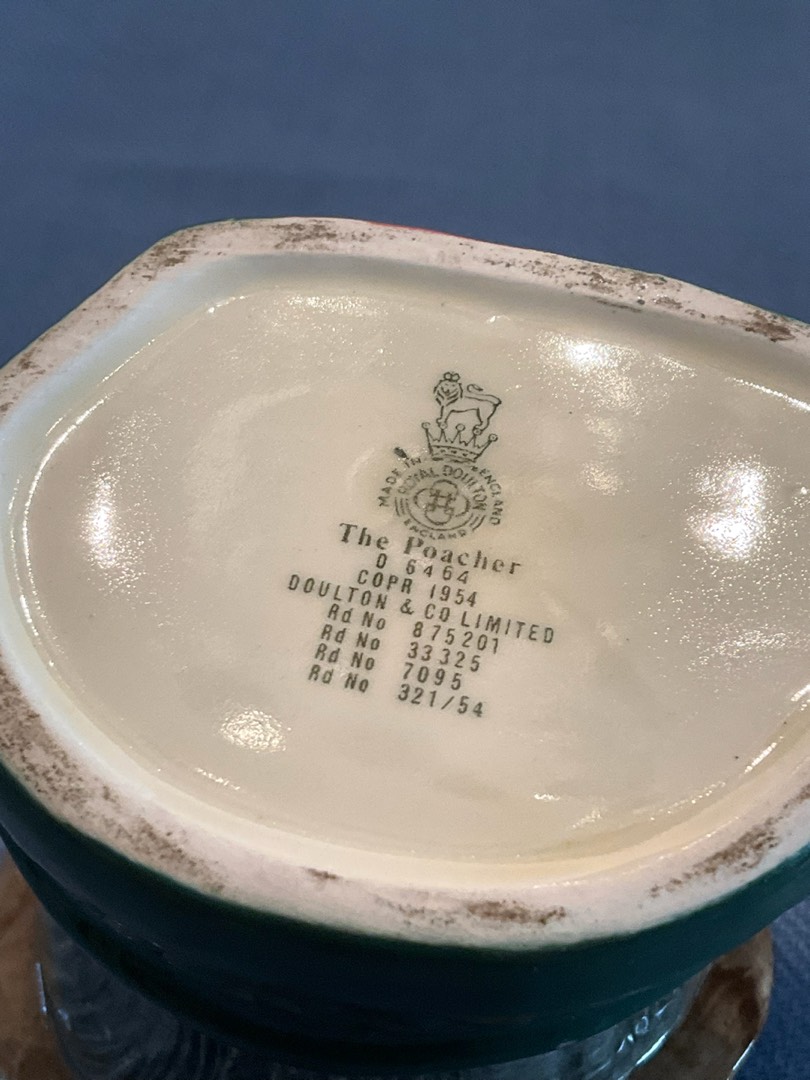 MADE IN ENGLAND
ROYAL DOULTON
ENGLAND
The Poacher
D 6464
COPR 1954
DOULTON & CO LIMITED
Rd No 875201
Rd No 33325
Rd No 7095
Rd No 321/54